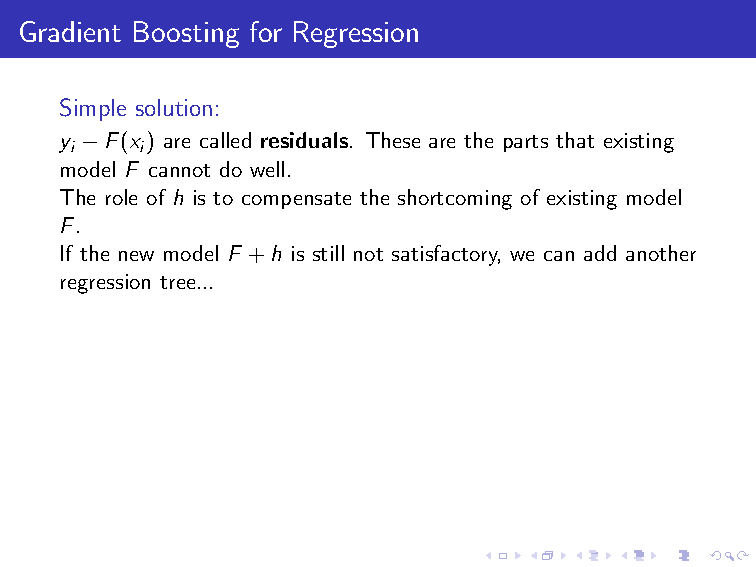 Gradient Boosting for Regression
Simple solution:
yᵢ − F(xᵢ) are called residuals. These are the parts that existing
model F cannot do well.
The role of h is to compensate the shortcoming of existing model
F.
If the new model F + h is still not satisfactory, we can add another
regression tree...